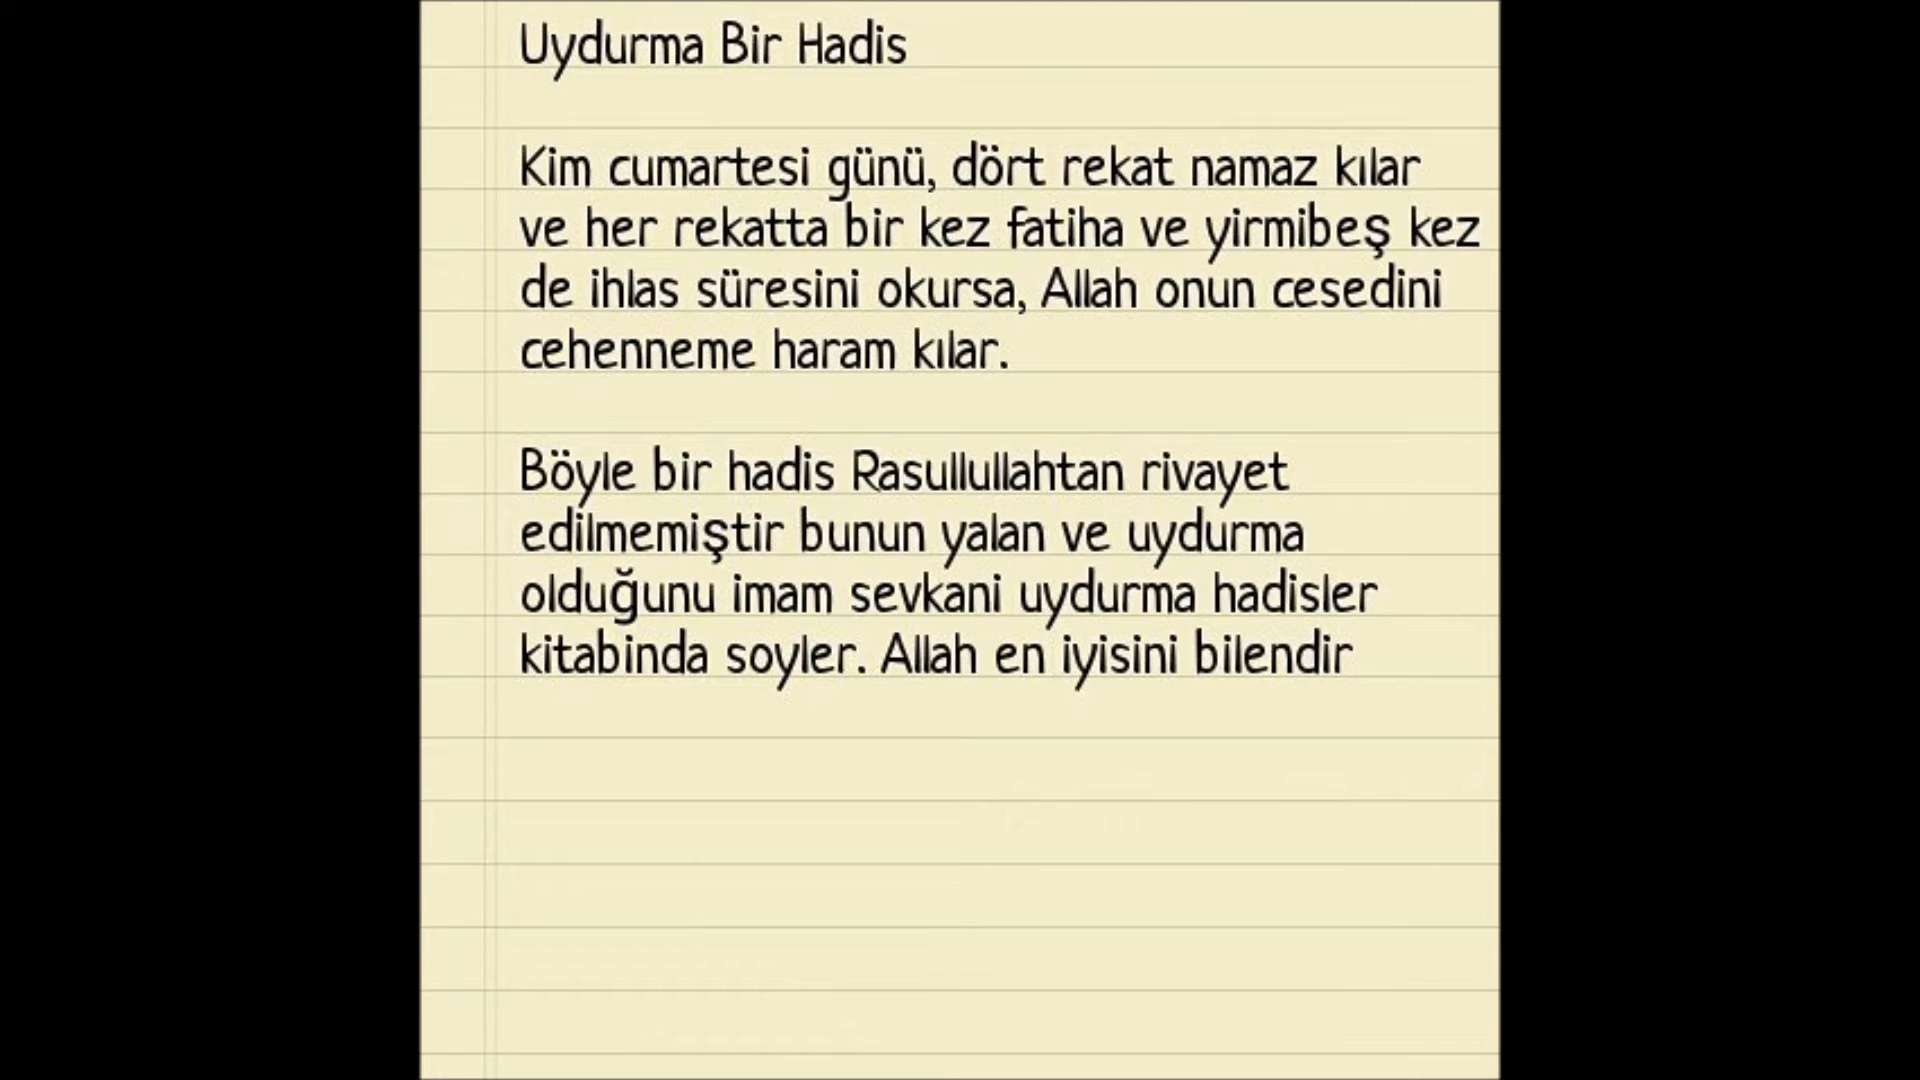 Uydurma Bir Hadis
Kim cumartesi günü, dört rekat namaz kılar
ve her rekatta bir kez fatiha ve yirmibeş kez
de ihlas süresini okursa, Allah onun cesedini
cehenneme haram kılar.
Böyle bir hadis Rasullullahtan rivayet
edilmemiştir bunun yalan ve uydurma
olduğunu imam sevkani uydurma hadisler
kitabinda soyler. Allah en iyisini bilendir